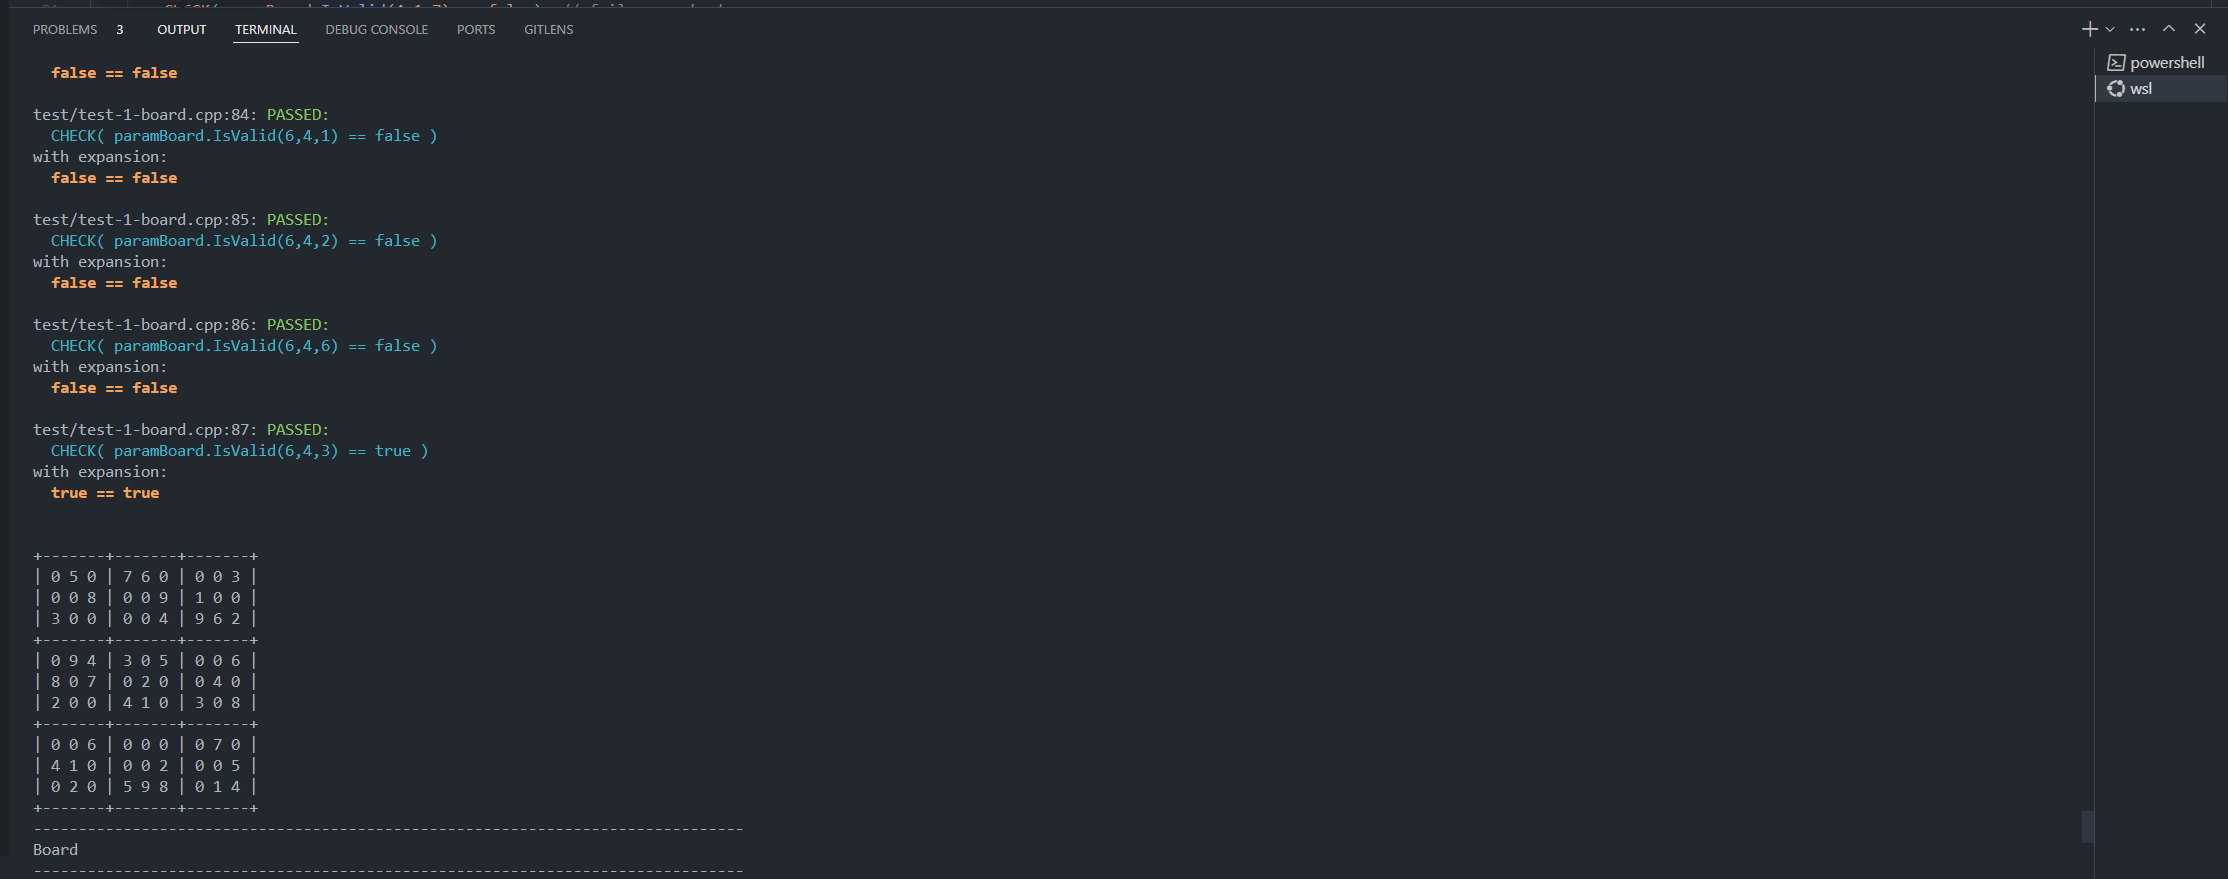 PROBLEMS 3 OUTPUT TERMINAL DEBUG CONSOLE PORTS GITLENS
powershell
wsl
false == false
test/test-1-board.cpp:84: PASSED:
CHECK( paramBoard.IsValid(6,4,1) == false )
with expansion:
false == false
test/test-1-board.cpp:85: PASSED:
CHECK( paramBoard.IsValid(6,4,2) == false )
with expansion:
false == false
test/test-1-board.cpp:86: PASSED:
CHECK( paramBoard.IsValid(6,4,6) == false )
with expansion:
false == false
test/test-1-board.cpp:87: PASSED:
CHECK( paramBoard.IsValid(6,4,3) == true )
with expansion:
true == true
+-------+-------+-------+
| 0 5 0 | 7 6 0 | 0 0 3 |
| 0 0 8 | 0 0 9 | 1 0 0 |
| 3 0 0 | 0 0 4 | 9 6 2 |
+-------+-------+-------+
| 0 9 4 | 3 0 5 | 0 0 6 |
| 8 0 7 | 0 2 0 | 0 4 0 |
| 2 0 0 | 4 1 0 | 3 0 8 |
+-------+-------+-------+
| 0 0 6 | 0 0 0 | 0 7 0 |
| 4 1 0 | 0 0 2 | 0 0 5 |
| 0 2 0 | 5 9 8 | 0 1 4 |
+-------+-------+-------+
-------------------------------------------------------------------------------
Board
-------------------------------------------------------------------------------